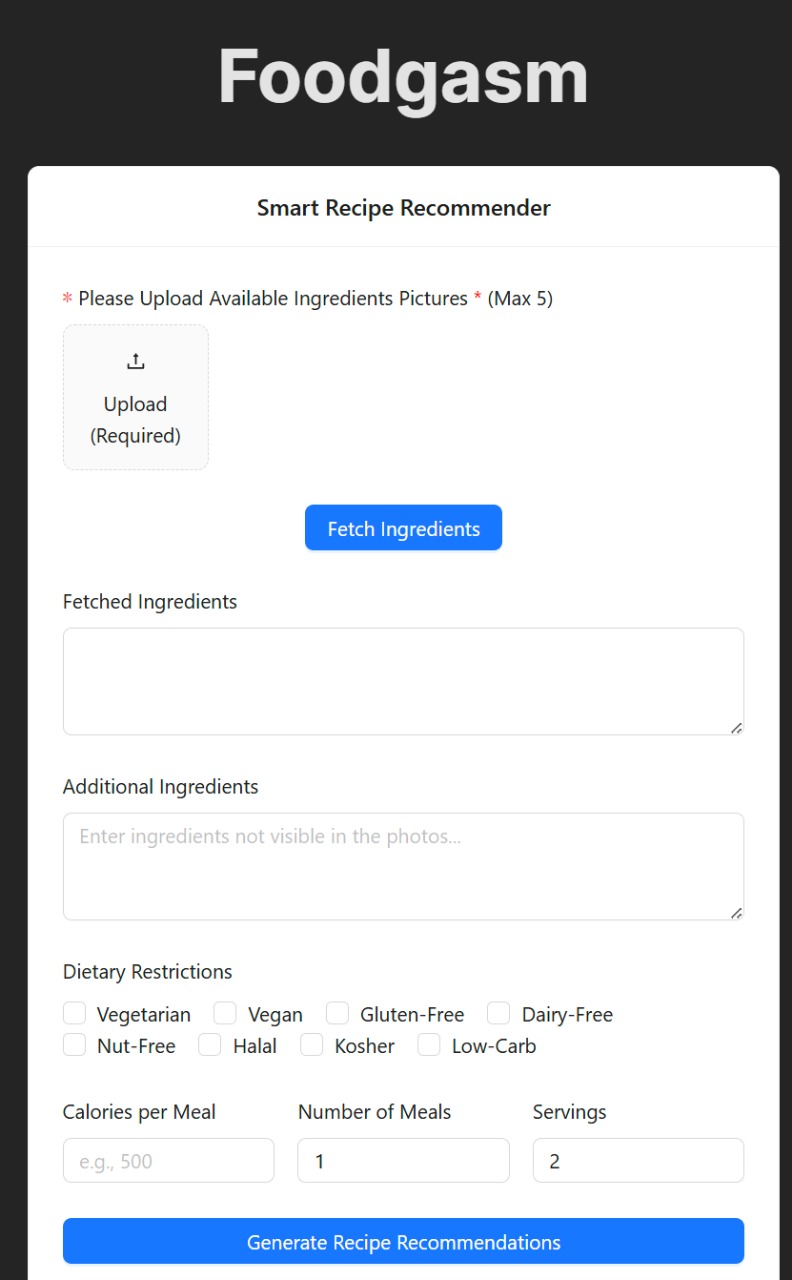 Foodgasm
Smart Recipe Recommender
* Please Upload Available Ingredients Pictures * (Max 5)
Upload
(Required)
Fetch Ingredients
Fetched Ingredients
Additional Ingredients
Enter ingredients not visible in the photos...
Dietary Restrictions
Vegetarian Vegan Gluten-Free Dairy-Free
Nut-Free Halal Kosher Low-Carb
Calories per Meal Number of Meals Servings
e.g., 500 1 2
Generate Recipe Recommendations